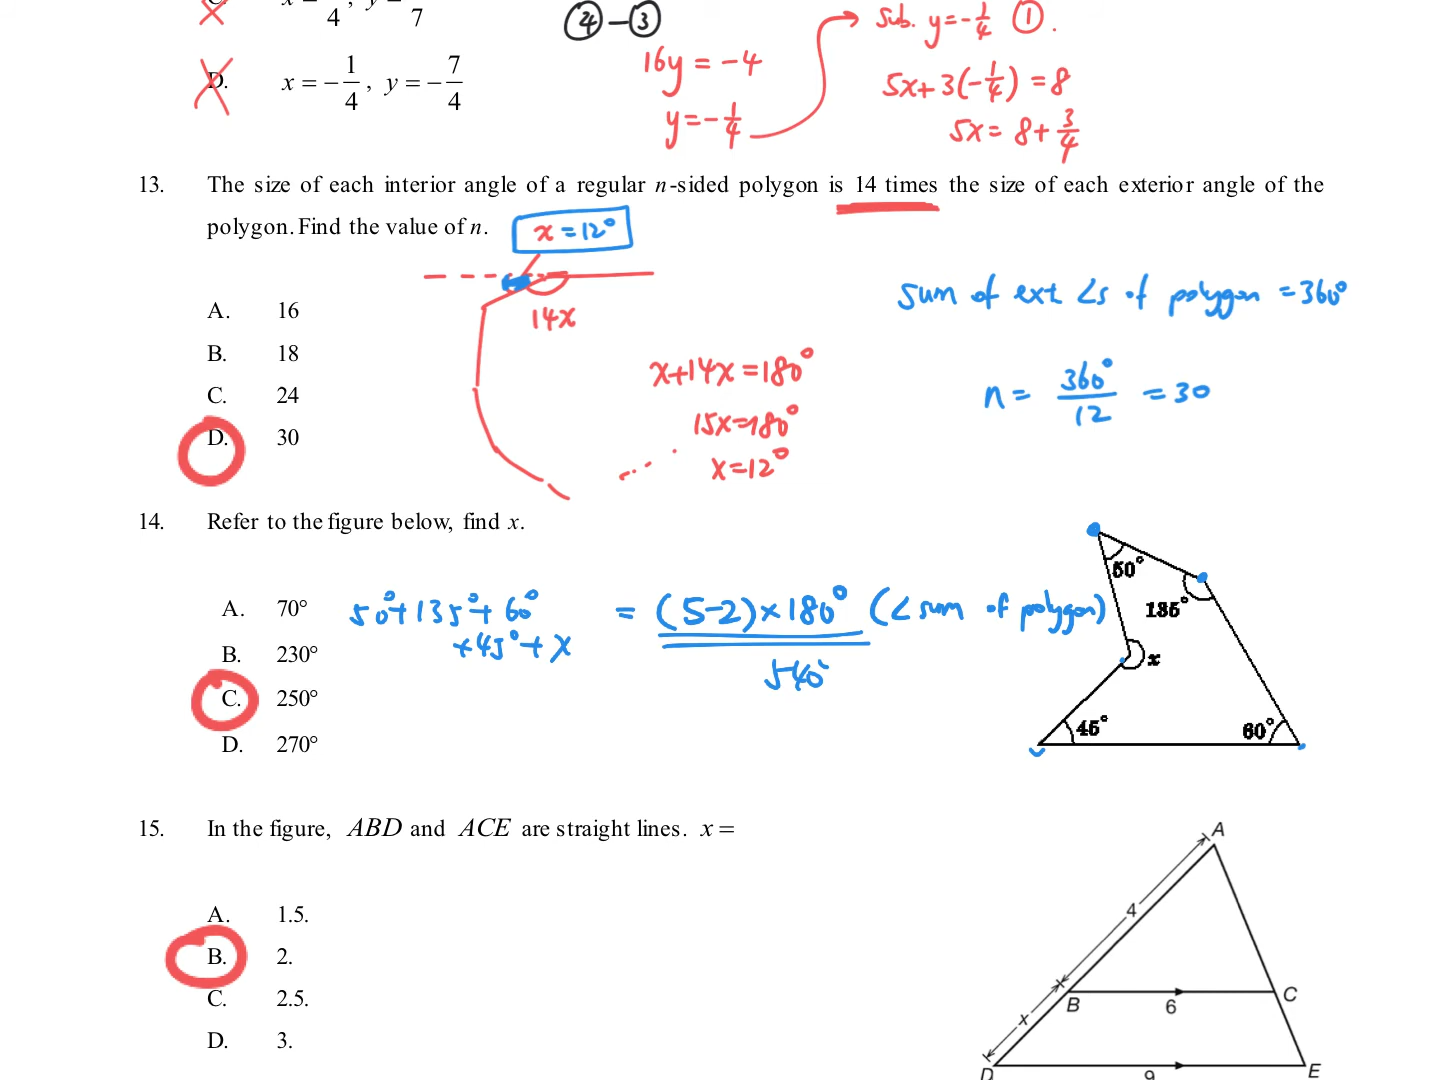 C. x = 4, y = 7
④ – ③
Sub. y = -1/4 ①.
D. x = -1/4, y = -7/4
16y = -4
5x + 3(-1/4) = 8
y = -1/4
5x = 8 + 3/4
13. The size of each interior angle of a regular n-sided polygon is 14 times the size of each exterior angle of the
polygon. Find the value of n.
x = 12°
14x
Sum of ext ∠s of polygon = 360°
A. 16
B. 18
C. 24
D. 30
x + 14x = 180°
15x = 180°
x = 12°
n = 360°/12 = 30
14. Refer to the figure below, find x.
A. 70°
B. 230°
C. 250°
D. 270°
50° + 135° + 60°
+ 45° + x
= (5-2) × 180° (∠ sum of polygon)
540°
50°
135°
x
45°
60°
15. In the figure, ABD and ACE are straight lines. x =
A. 1.5.
B. 2.
C. 2.5.
D. 3.
A
4
B
6
C
x
D
9
E